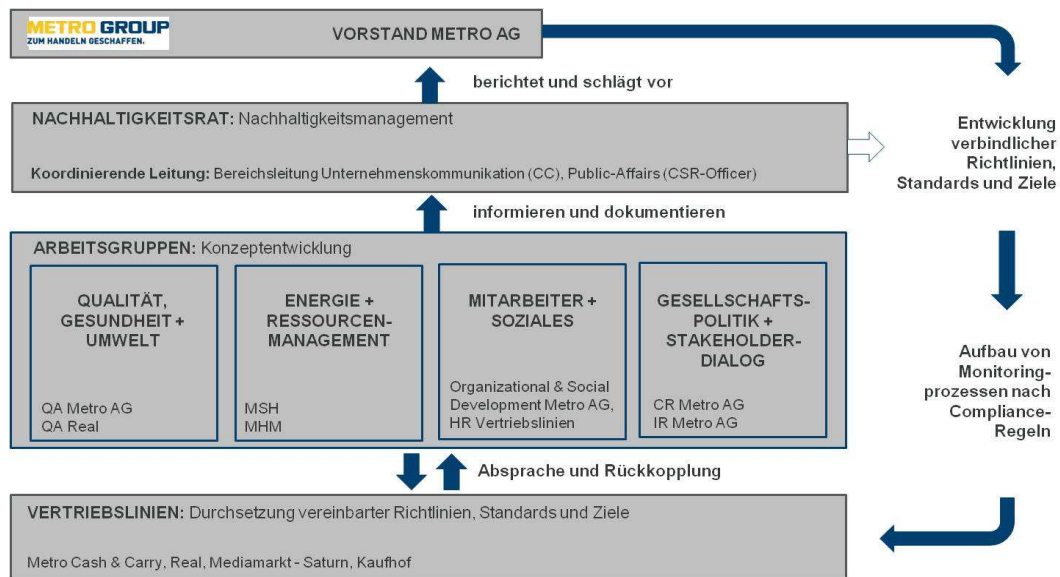 METRO GROUP
ZUM HANDELN GESCHAFFEN.
VORSTAND METRO AG
berichtet und schlägt vor
NACHHALTIGKEITSRAT: Nachhaltigkeitsmanagement
Koordinierende Leitung: Bereichsleitung Unternehmenskommunikation (CC), Public-Affairs (CSR-Officer)
Entwicklung
verbindlicher
Richtlinien,
Standards und Ziele
informieren und dokumentieren
ARBEITSGRUPPEN: Konzeptentwicklung
QUALITÄT,
GESUNDHEIT +
UMWELT
QA Metro AG
QA Real
ENERGIE +
RESSOURCEN-
MANAGEMENT
MSH
MHM
MITARBEITER +
SOZIALES
Organizational & Social
Development Metro AG,
HR Vertriebslinien
GESELLSCHAFTS-
POLITIK +
STAKEHOLDER-
DIALOG
CR Metro AG
IR Metro AG
Aufbau von
Monitoring-
prozessen nach
Compliance-
Regeln
Absprache und Rückkopplung
VERTRIEBSLINIEN: Durchsetzung vereinbarter Richtlinien, Standards und Ziele
Metro Cash & Carry, Real, Mediamarkt - Saturn, Kaufhof